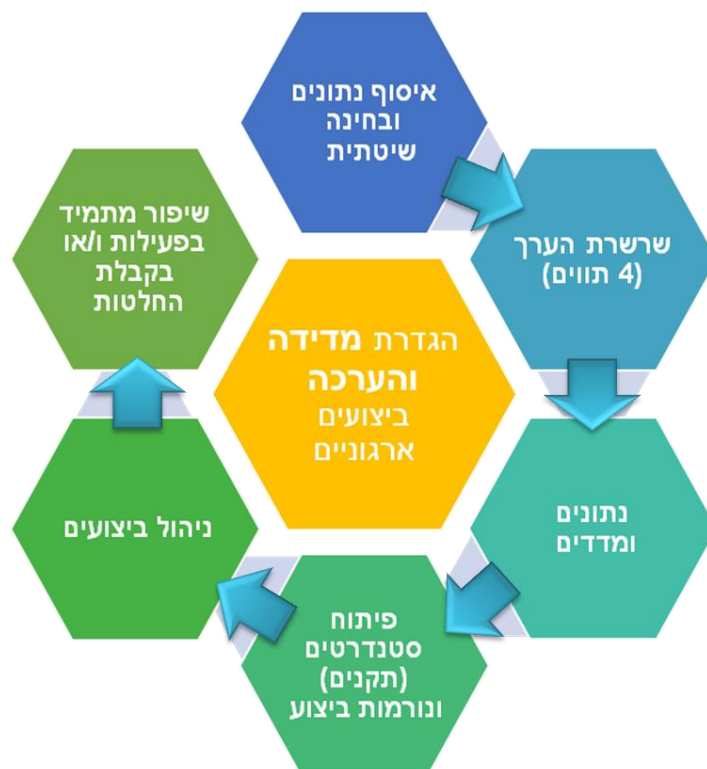 איסוף נתונים
ובחינה
שיטתית
שרשרת הערך
(4 תווים)
נתונים
ומדדים
פיתוח
סטנדרטים
(תקנים)
ונורמות ביצוע
ניהול ביצועים
שיפור מתמיד
בפעילות ו/או
בקבלת
החלטות
הגדרת מדידה
והערכה
ביצועים
ארגוניים